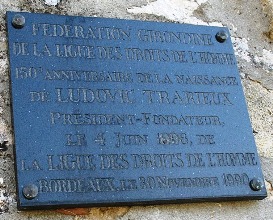 FEDERATION GIRONDINE
DE LA LIGUE DES DROITS DE L'HOMME
150e ANNIVERSAIRE DE LA NAISSANCE
DE LUDOVIC TRARIEUX
PRESIDENT-FONDATEUR
LE 4 JUIN 1898, DE
LA LIGUE DES DROITS DE L'HOMME
BORDEAUX, LE 30 NOVEMBRE 1990